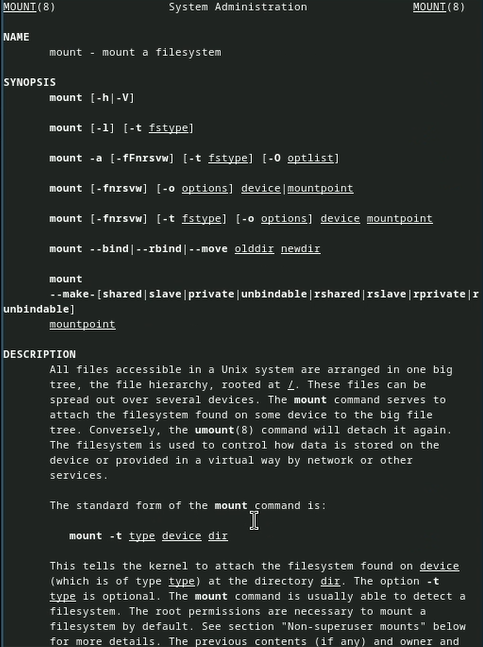 MOUNT(8) System Administration MOUNT(8)
NAME
mount - mount a filesystem
SYNOPSIS
mount [-h|-V]
mount [-l] [-t fstype]
mount -a [-fFnrsvw] [-t fstype] [-O optlist]
mount [-fnrsvw] [-o options] device|mountpoint
mount [-fnrsvw] [-t fstype] [-o options] device mountpoint
mount --bind|--rbind|--move olddir newdir
mount
--make-[shared|slave|private|unbindable|rshared|rslave|rprivate|r
unbindable]
mountpoint
DESCRIPTION
All files accessible in a Unix system are arranged in one big
tree, the file hierarchy, rooted at /. These files can be
spread out over several devices. The mount command serves to
attach the filesystem found on some device to the big file
tree. Conversely, the umount(8) command will detach it again.
The filesystem is used to control how data is stored on the
device or provided in a virtual way by network or other
services.
The standard form of the mount command is:
mount -t type device dir
This tells the kernel to attach the filesystem found on device
(which is of type type) at the directory dir. The option -t
type is optional. The mount command is usually able to detect a
filesystem. The root permissions are necessary to mount a
filesystem by default. See section "Non-superuser mounts" below
for more details. The previous contents (if any) and owner and